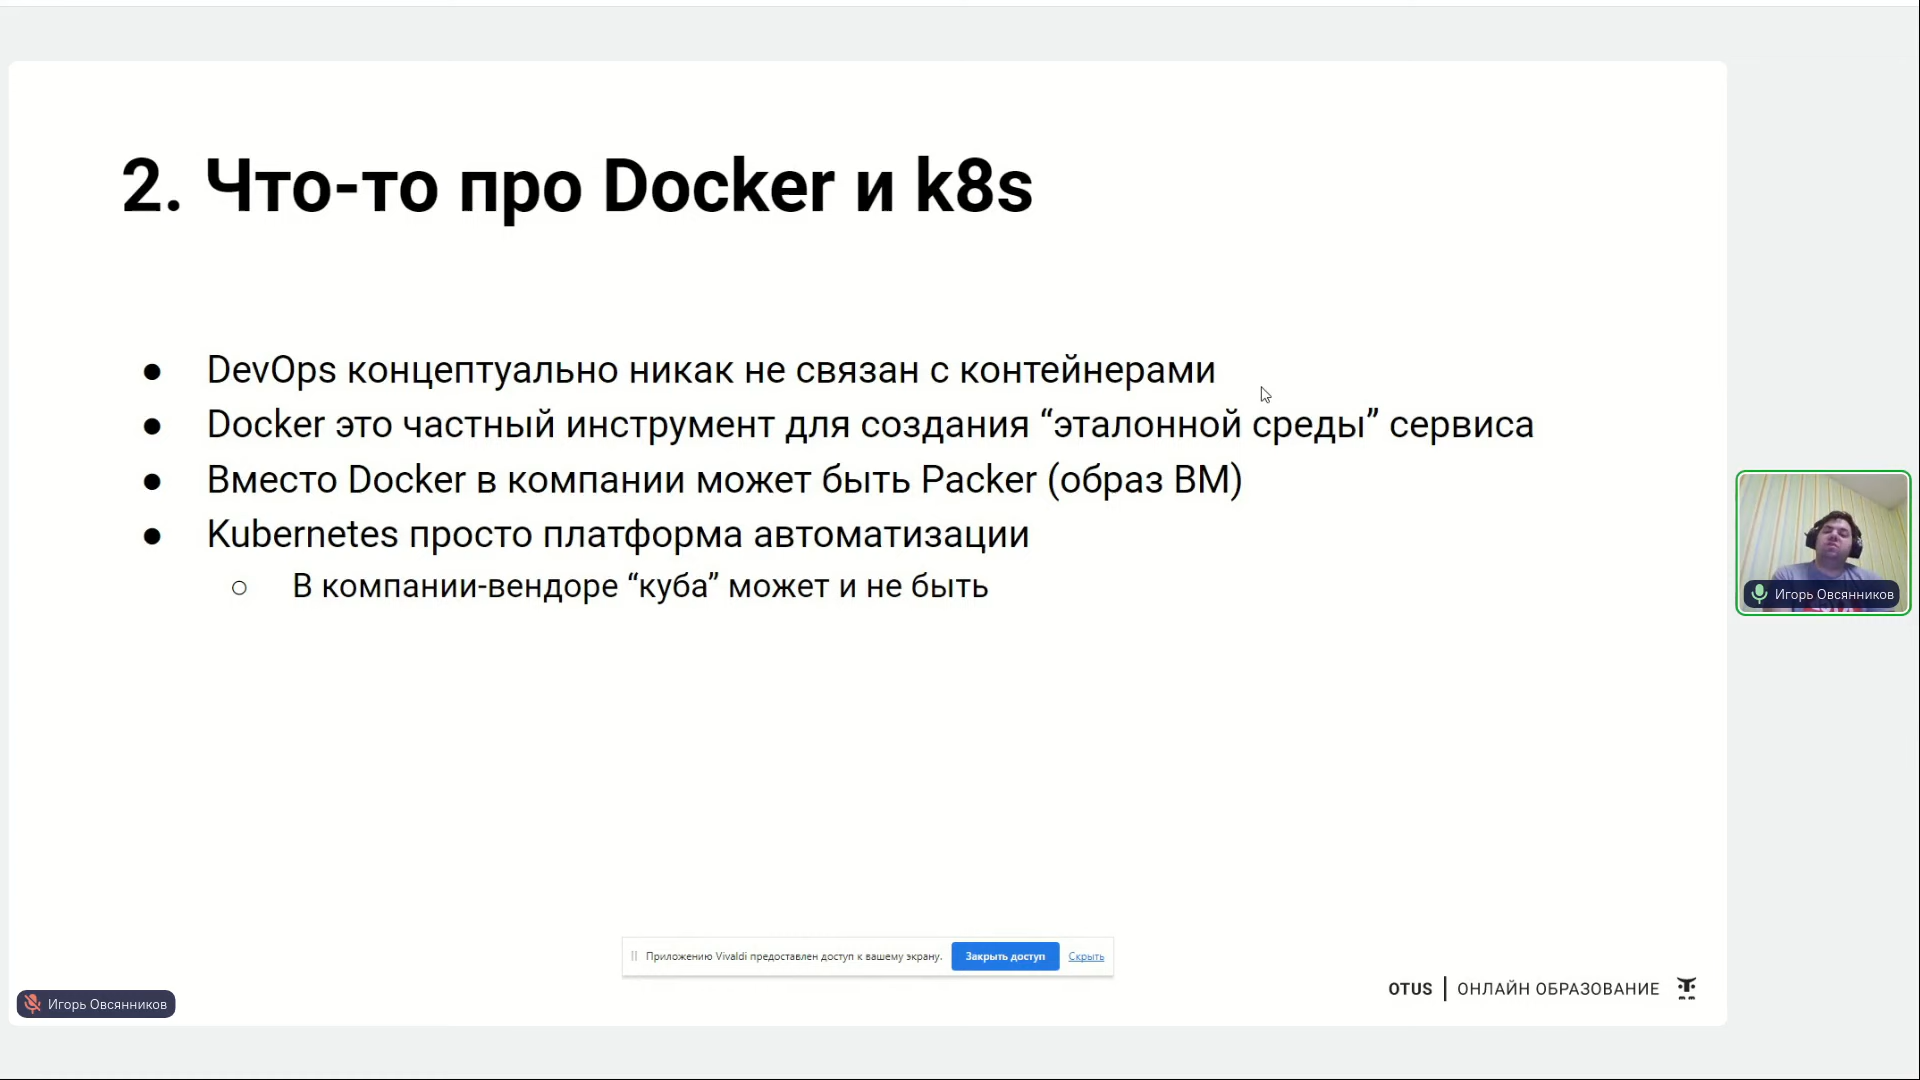 2. Что-то про Docker и k8s
● DevOps концептуально никак не связан с контейнерами
● Docker это частный инструмент для создания “эталонной среды” сервиса
● Вместо Docker в компании может быть Packer (образ ВМ)
● Kubernetes просто платформа автоматизации
○ В компании-вендоре “куба” может и не быть
Игорь Овсянников
Приложению Vivaldi предоставлен доступ к вашему экрану. Закрыть доступ Скрыть
OTUS | ОНЛАЙН ОБРАЗОВАНИЕ
Игорь Овсянников